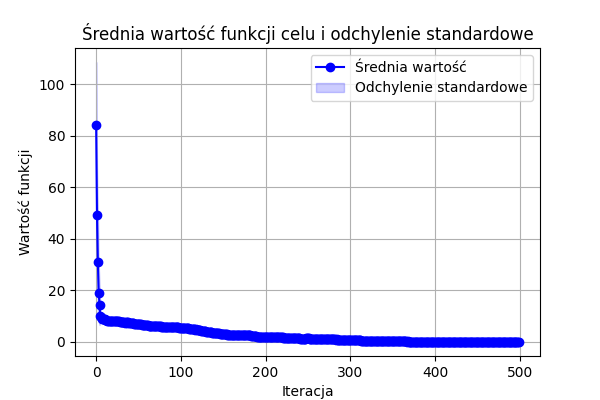 Średnia wartość funkcji celu i odchylenie standardowe
Średnia wartość
Odchylenie standardowe
Wartość funkcji
100
80
60
40
20
0
0 100 200 300 400 500
Iteracja